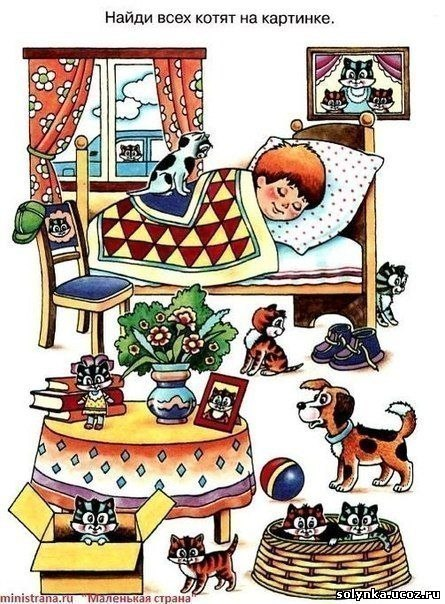 Найди всех котят на картинке.
ministrana.ru "Маленькая страна"
solynka.ucoz.ru